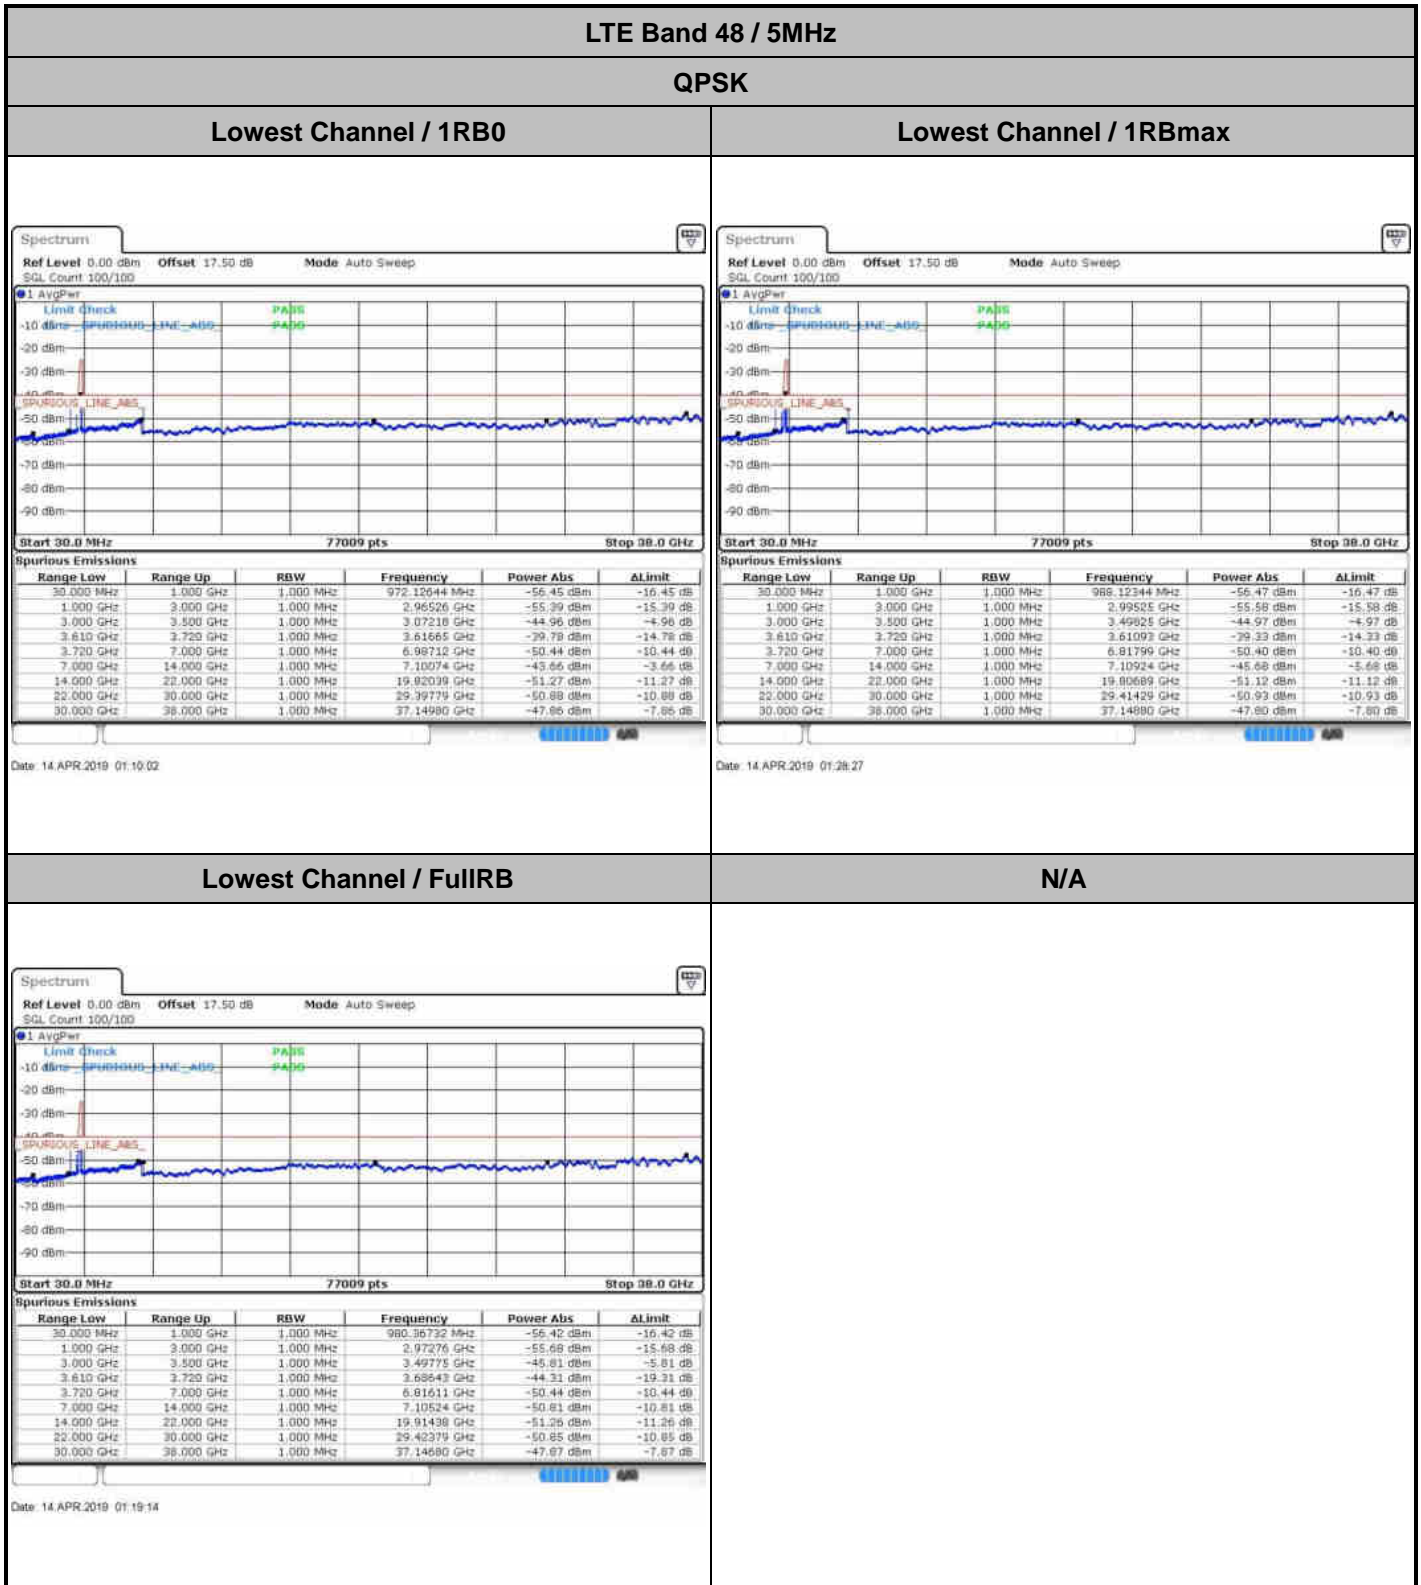 LTE Band 48 / 5MHz
QPSK
Lowest Channel / 1RB0
Lowest Channel / 1RBmax
Spectrum
Ref Level 0.00 dBm Offset 17.50 dB Mode Auto Sweep
SGL Count 100/100
1 AvgPwr
Limit Check PASS
-10 dBm _SPURIOUS_LINE_ABS_
-20 dBm
-30 dBm
-40 dBm
_SPURIOUS_LINE_ABS_
-50 dBm
-60 dBm
-70 dBm
-80 dBm
-90 dBm
Start 30.0 MHz 77009 pts Stop 38.0 GHz
Spurious Emissions
Range Low Range Up RBW Frequency Power Abs ΔLimit
30.000 MHz 1.000 GHz 1.000 MHz 972.12644 MHz -56.45 dBm -16.45 dB
1.000 GHz 3.000 GHz 1.000 MHz 2.96526 GHz -55.39 dBm -15.39 dB
3.000 GHz 3.500 GHz 1.000 MHz 3.07218 GHz -44.96 dBm -4.96 dB
3.610 GHz 3.720 GHz 1.000 MHz 3.61665 GHz -39.78 dBm -14.78 dB
3.720 GHz 7.000 GHz 1.000 MHz 6.98712 GHz -50.44 dBm -10.44 dB
7.000 GHz 14.000 GHz 1.000 MHz 7.10074 GHz -43.66 dBm -3.66 dB
14.000 GHz 22.000 GHz 1.000 MHz 19.82039 GHz -51.27 dBm -11.27 dB
22.000 GHz 30.000 GHz 1.000 MHz 29.39779 GHz -50.88 dBm -10.88 dB
30.000 GHz 38.000 GHz 1.000 MHz 37.14980 GHz -47.86 dBm -7.86 dB
Date: 14.APR.2019 01:10:02
Spectrum
Ref Level 0.00 dBm Offset 17.50 dB Mode Auto Sweep
SGL Count 100/100
1 AvgPwr
Limit Check PASS
-10 dBm _SPURIOUS_LINE_ABS_
-20 dBm
-30 dBm
-40 dBm
_SPURIOUS_LINE_ABS_
-50 dBm
-60 dBm
-70 dBm
-80 dBm
-90 dBm
Start 30.0 MHz 77009 pts Stop 38.0 GHz
Spurious Emissions
Range Low Range Up RBW Frequency Power Abs ΔLimit
30.000 MHz 1.000 GHz 1.000 MHz 988.12344 MHz -56.47 dBm -16.47 dB
1.000 GHz 3.000 GHz 1.000 MHz 2.99525 GHz -55.58 dBm -15.58 dB
3.000 GHz 3.500 GHz 1.000 MHz 3.49825 GHz -44.97 dBm -4.97 dB
3.610 GHz 3.720 GHz 1.000 MHz 3.61093 GHz -39.33 dBm -14.33 dB
3.720 GHz 7.000 GHz 1.000 MHz 6.81799 GHz -50.40 dBm -10.40 dB
7.000 GHz 14.000 GHz 1.000 MHz 7.10924 GHz -45.68 dBm -5.68 dB
14.000 GHz 22.000 GHz 1.000 MHz 19.80689 GHz -51.12 dBm -11.12 dB
22.000 GHz 30.000 GHz 1.000 MHz 29.41429 GHz -50.93 dBm -10.93 dB
30.000 GHz 38.000 GHz 1.000 MHz 37.14880 GHz -47.80 dBm -7.80 dB
Date: 14.APR.2019 01:28:27
Lowest Channel / FullRB
N/A
Spectrum
Ref Level 0.00 dBm Offset 17.50 dB Mode Auto Sweep
SGL Count 100/100
1 AvgPwr
Limit Check PASS
-10 dBm _SPURIOUS_LINE_ABS_
-20 dBm
-30 dBm
-40 dBm
_SPURIOUS_LINE_ABS_
-50 dBm
-60 dBm
-70 dBm
-80 dBm
-90 dBm
Start 30.0 MHz 77009 pts Stop 38.0 GHz
Spurious Emissions
Range Low Range Up RBW Frequency Power Abs ΔLimit
30.000 MHz 1.000 GHz 1.000 MHz 980.36732 MHz -56.42 dBm -16.42 dB
1.000 GHz 3.000 GHz 1.000 MHz 2.97276 GHz -55.68 dBm -15.68 dB
3.000 GHz 3.500 GHz 1.000 MHz 3.49775 GHz -45.81 dBm -5.81 dB
3.610 GHz 3.720 GHz 1.000 MHz 3.68643 GHz -44.31 dBm -19.31 dB
3.720 GHz 7.000 GHz 1.000 MHz 6.81611 GHz -50.44 dBm -10.44 dB
7.000 GHz 14.000 GHz 1.000 MHz 7.10524 GHz -50.81 dBm -10.81 dB
14.000 GHz 22.000 GHz 1.000 MHz 19.91438 GHz -51.26 dBm -11.26 dB
22.000 GHz 30.000 GHz 1.000 MHz 29.42379 GHz -50.85 dBm -10.85 dB
30.000 GHz 38.000 GHz 1.000 MHz 37.14680 GHz -47.87 dBm -7.87 dB
Date: 14.APR.2019 01:19:14